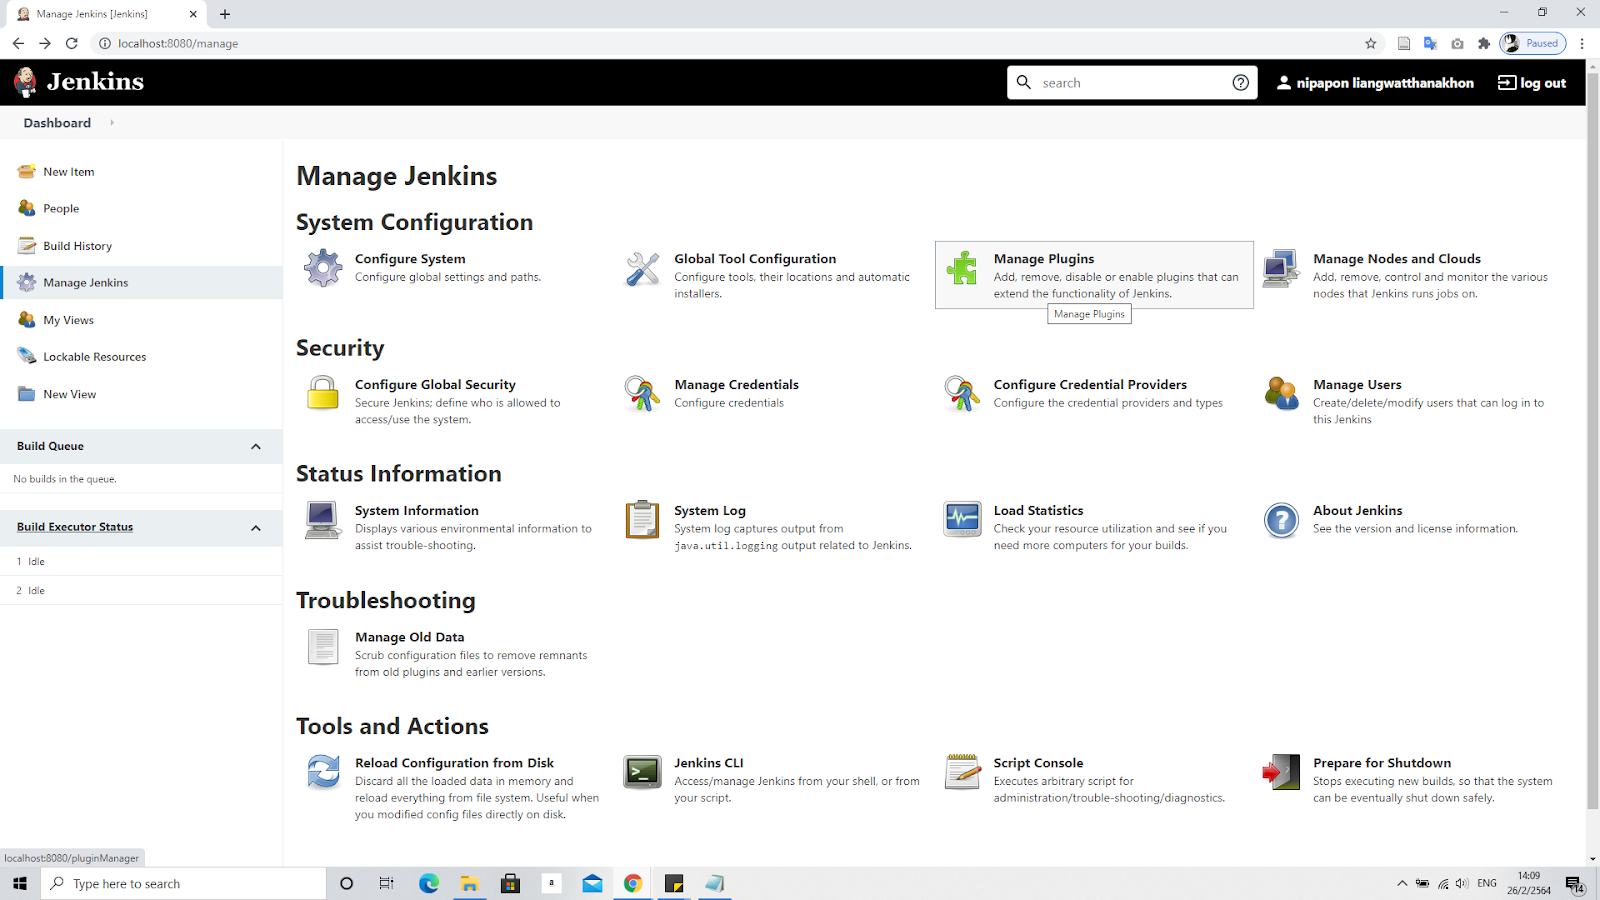 Manage Jenkins [Jenkins]
localhost:8080/manage
Paused
Jenkins
search
nipapon liangwatthanakhon
log out
Dashboard
New Item
People
Build History
Manage Jenkins
My Views
Lockable Resources
New View
Build Queue
No builds in the queue.
Build Executor Status
1 Idle
2 Idle
Manage Jenkins
System Configuration
Configure System
Configure global settings and paths.
Global Tool Configuration
Configure tools, their locations and automatic
installers.
Manage Plugins
Add, remove, disable or enable plugins that can
extend the functionality of Jenkins.
Manage Plugins
Manage Nodes and Clouds
Add, remove, control and monitor the various
nodes that Jenkins runs jobs on.
Security
Configure Global Security
Secure Jenkins; define who is allowed to
access/use the system.
Manage Credentials
Configure credentials
Configure Credential Providers
Configure the credential providers and types
Manage Users
Create/delete/modify users that can log in to
this Jenkins
Status Information
System Information
Displays various environmental information to
assist trouble-shooting.
System Log
System log captures output from
java.util.logging output related to Jenkins.
Load Statistics
Check your resource utilization and see if you
need more computers for your builds.
About Jenkins
See the version and license information.
Troubleshooting
Manage Old Data
Scrub configuration files to remove remnants
from old plugins and earlier versions.
Tools and Actions
Reload Configuration from Disk
Discard all the loaded data in memory and
reload everything from file system. Useful when
you modified config files directly on disk.
Jenkins CLI
Access/manage Jenkins from your shell, or from
your script.
Script Console
Executes arbitrary script for
administration/trouble-shooting/diagnostics.
Prepare for Shutdown
Stops executing new builds, so that the system
can be eventually shut down safely.
localhost:8080/pluginManager
Type here to search
a
ENG
14:09
26/2/2564
14